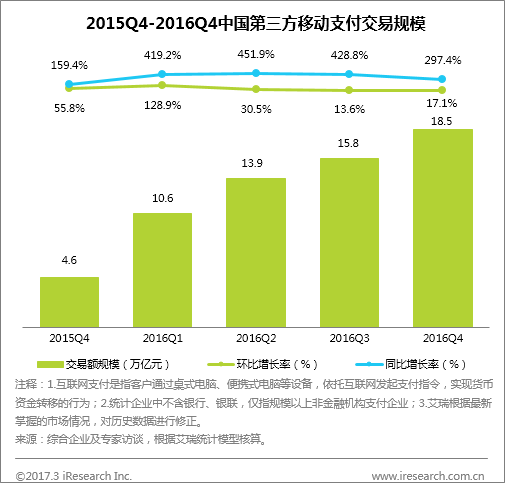 2015Q4-2016Q4中国第三方移动支付交易规模
159.4% 419.2% 451.9% 428.8% 297.4%
55.8% 128.9% 30.5% 13.6% 17.1%
4.6 10.6 13.9 15.8 18.5
2015Q4 2016Q1 2016Q2 2016Q3 2016Q4
交易额规模（万亿元） 环比增长率（%） 同比增长率（%）
注释：1.互联网支付是指客户通过桌式电脑、便携式电脑等设备，依托互联网发起支付指令，实现货币
资金转移的行为；2.统计企业中不含银行、银联，仅指规模以上非金融机构支付企业；3.艾瑞根据最新
掌握的市场情况，对历史数据进行修正。
来源：综合企业及专家访谈，根据艾瑞统计模型核算。
©2017.3 iResearch Inc. www.iresearch.com.cn